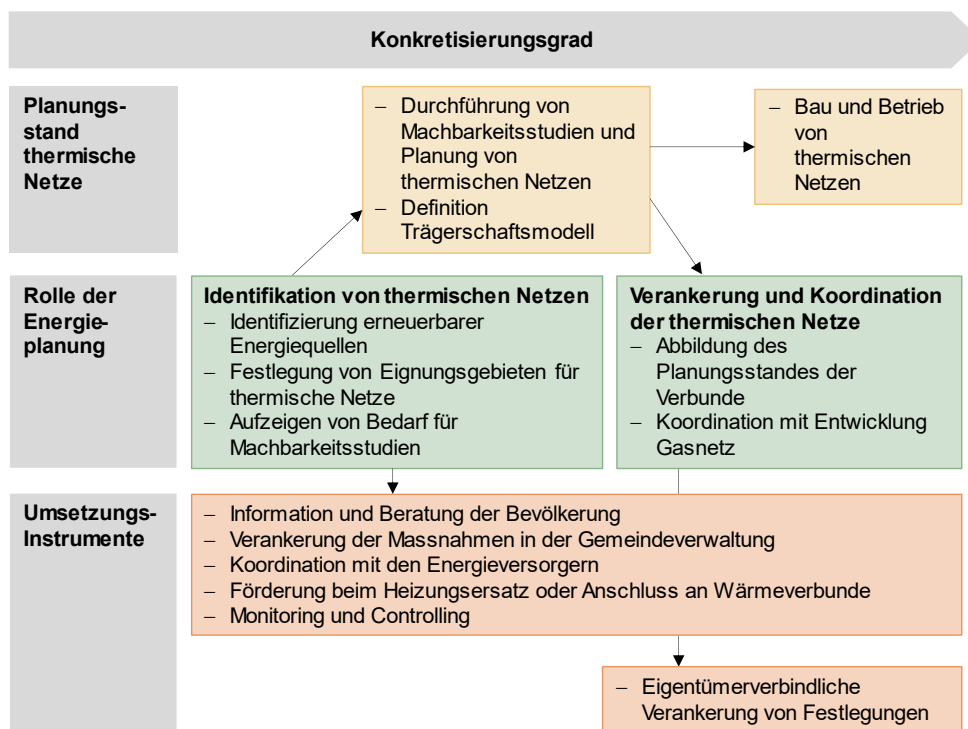 Konkretisierungsgrad
Planungs-
stand
thermische
Netze
– Durchführung von
Machbarkeitsstudien und
Planung von
thermischen Netzen
– Definition
Trägerschaftsmodell
– Bau und Betrieb
von
thermischen
Netzen
Rolle der
Energie-
planung
Identifikation von thermischen Netzen
– Identifizierung erneuerbarer
Energiequellen
– Festlegung von Eignungsgebieten für
thermische Netze
– Aufzeigen von Bedarf für
Machbarkeitsstudien
Verankerung und Koordination
der thermischen Netze
– Abbildung des
Planungsstandes der
Verbunde
– Koordination mit Entwicklung
Gasnetz
Umsetzungs-
Instrumente
– Information und Beratung der Bevölkerung
– Verankerung der Massnahmen in der Gemeindeverwaltung
– Koordination mit den Energieversorgern
– Förderung beim Heizungsersatz oder Anschluss an Wärmeverbunde
– Monitoring und Controlling
– Eigentümerverbindliche
Verankerung von Festlegungen